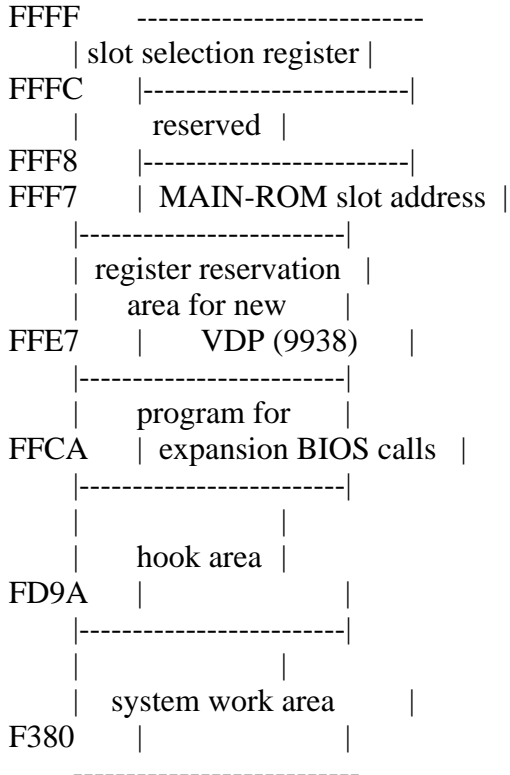 FFFF ---------------------------
| slot selection register |
FFFC |-------------------------|
| reserved |
FFF8 |-------------------------|
FFF7 | MAIN-ROM slot address |
|-------------------------|
| register reservation |
| area for new |
FFE7 | VDP (9938) |
|-------------------------|
| program for |
FFCA | expansion BIOS calls |
|-------------------------|
| |
| hook area |
FD9A | |
|-------------------------|
| |
| system work area |
F380 | |
---------------------------